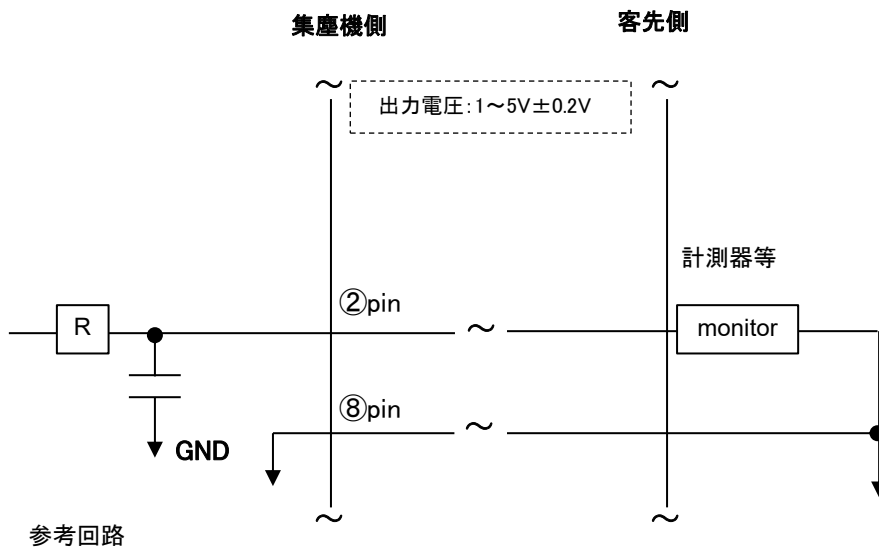 集塵機側
客先側
出力電圧:1~5V±0.2V
計測器等
②pin
R
monitor
⑧pin
GND
参考回路